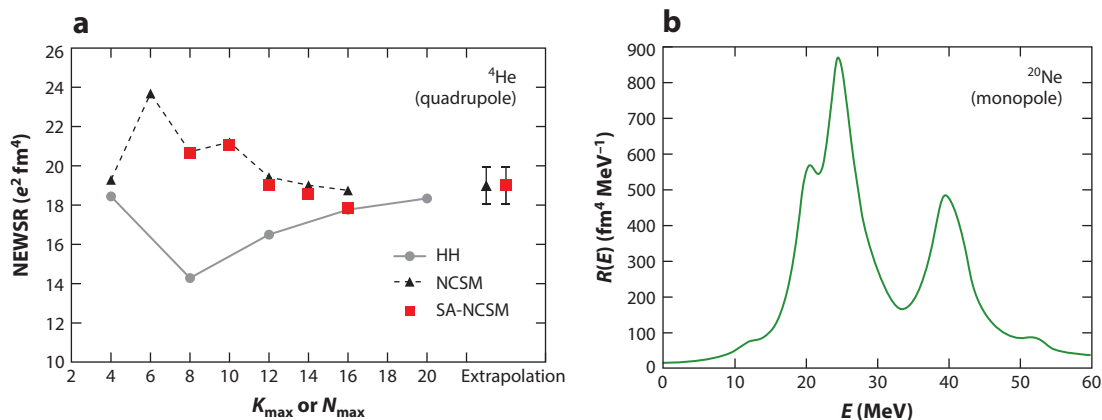 a
26
24
22
20
18
16
14
12
10
NEWSR (e² fm⁴)
⁴He
(quadrupole)
HH
NCSM
SA-NCSM
2 4 6 8 10 12 14 16 18 20 Extrapolation
Kmax or Nmax
b
900
800
700
600
500
400
300
200
100
0
R(E) (fm⁴ MeV⁻¹)
²⁰Ne
(monopole)
0 10 20 30 40 50 60
E (MeV)